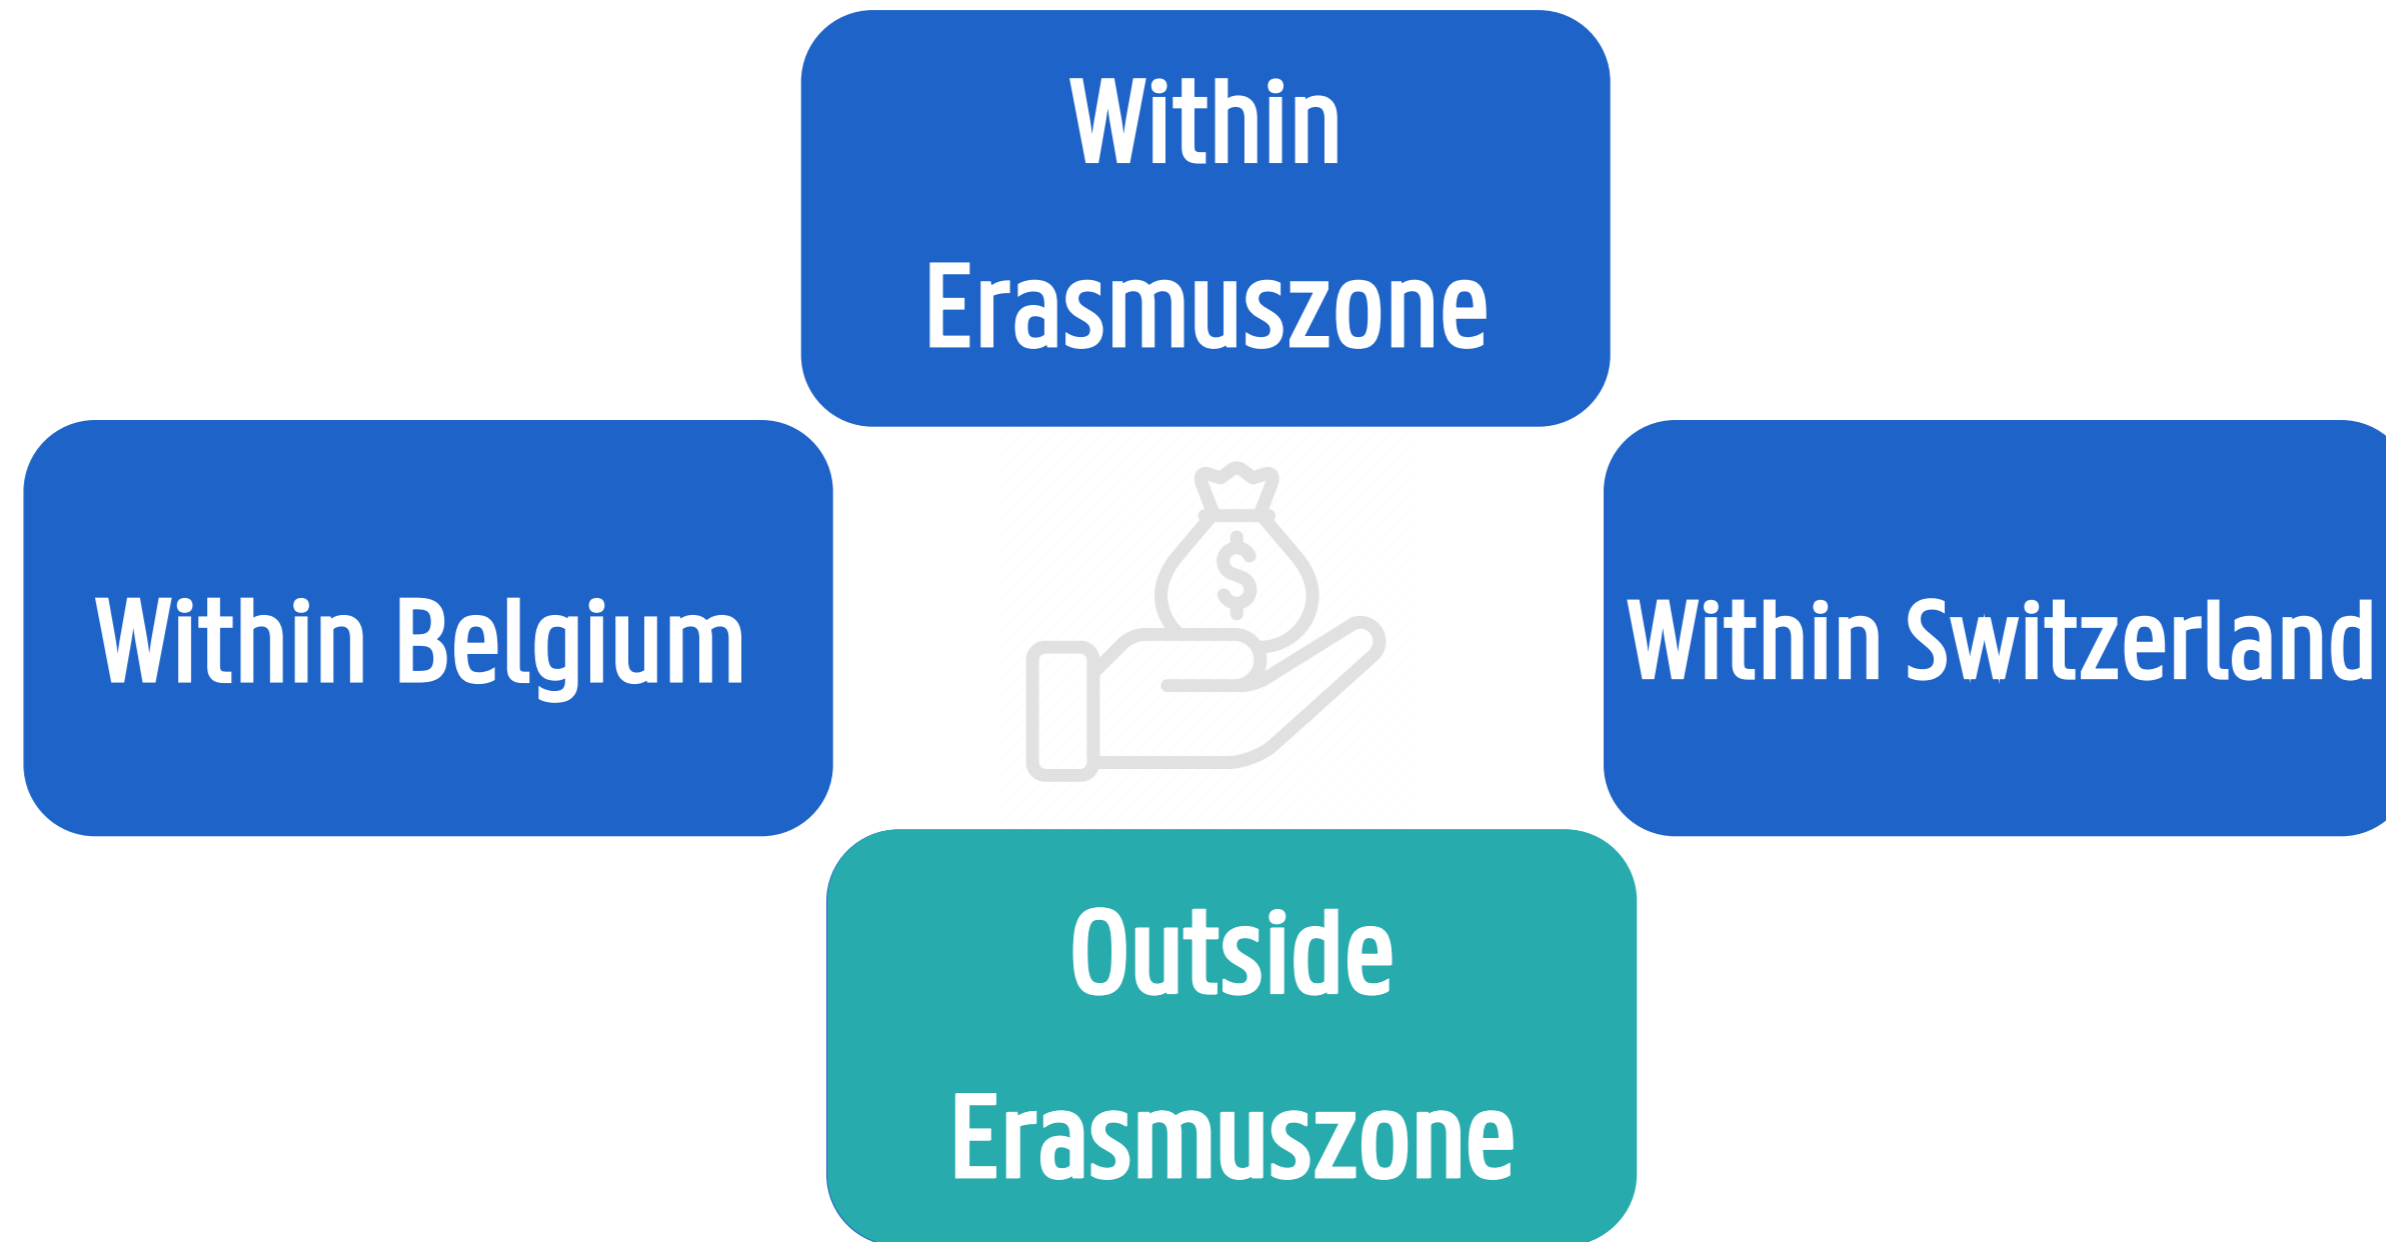 Within
Erasmuszone
Within Belgium
$
Within Switzerland
Outside
Erasmuszone